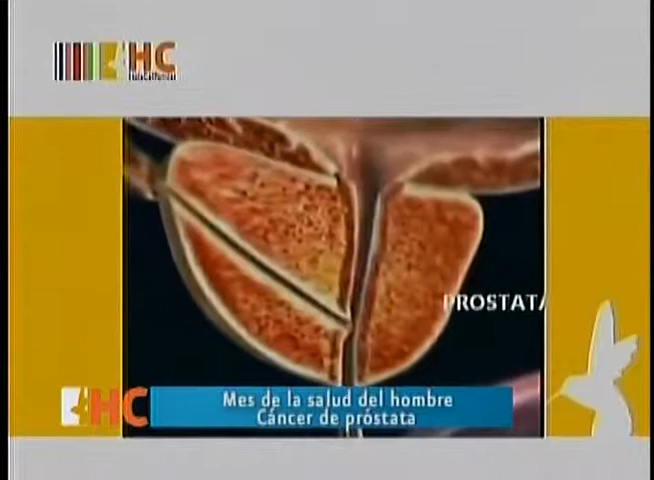 HC
PROSTATA
HC
Mes de la salud del hombre
Cáncer de próstata